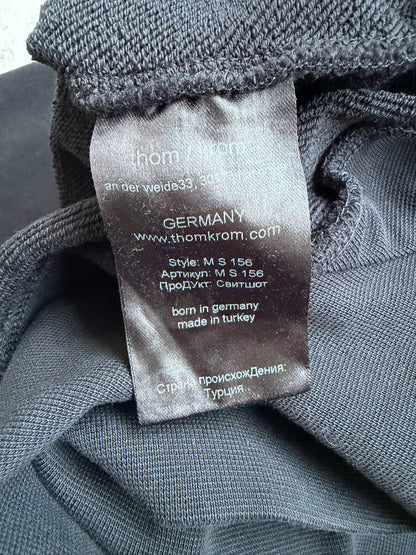 thom krom
an der weide33, 30
GERMANY
www.thomkrom.com
Style: M S 156
Артикул: M S 156
ПроДУкт: Свитшот
born in germany
made in turkey
Страна происхожДения:
Турция